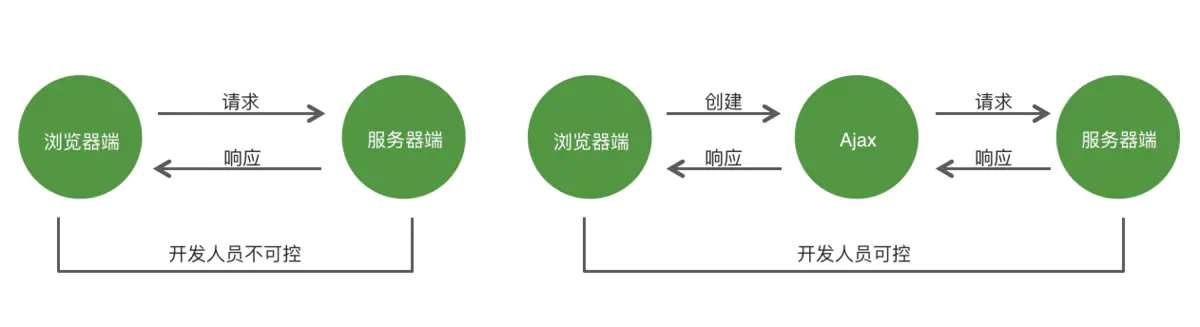 请求
浏览器端
服务器端
响应
开发人员不可控
创建
请求
浏览器端
Ajax
服务器端
响应
响应
开发人员可控